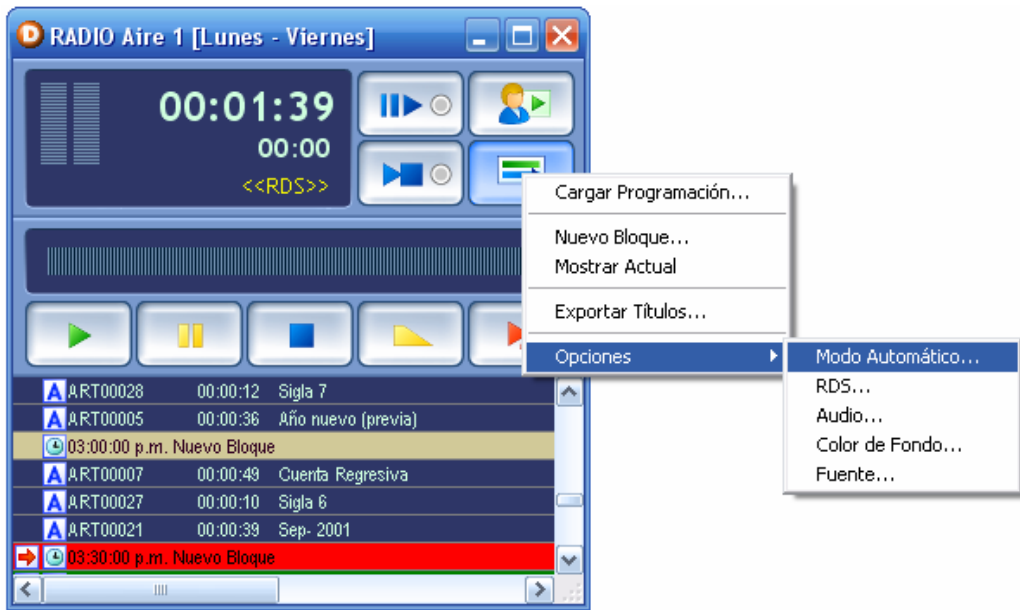 RADIO Aire 1 [Lunes - Viernes]
00:01:39
00:00
<<RDS>>
Cargar Programación...
Nuevo Bloque...
Mostrar Actual
Exportar Títulos...
Opciones
Modo Automático...
RDS...
Audio...
Color de Fondo...
Fuente...
A ART00028 00:00:12 Sigla 7
A ART00005 00:00:36 Año nuevo (previa)
03:00:00 p.m. Nuevo Bloque
A ART00007 00:00:49 Cuenta Regresiva
A ART00027 00:00:10 Sigla 6
A ART00021 00:00:39 Sep- 2001
03:30:00 p.m. Nuevo Bloque